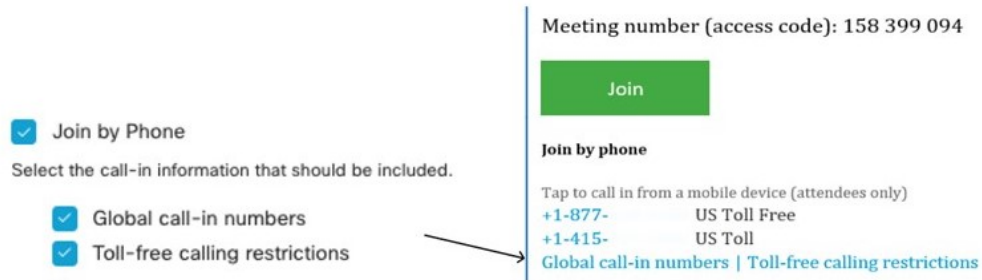 Join by Phone
Select the call-in information that should be included.
Global call-in numbers
Toll-free calling restrictions
Meeting number (access code): 158 399 094
Join
Join by phone
Tap to call in from a mobile device (attendees only)
+1-877- US Toll Free
+1-415- US Toll
Global call-in numbers | Toll-free calling restrictions